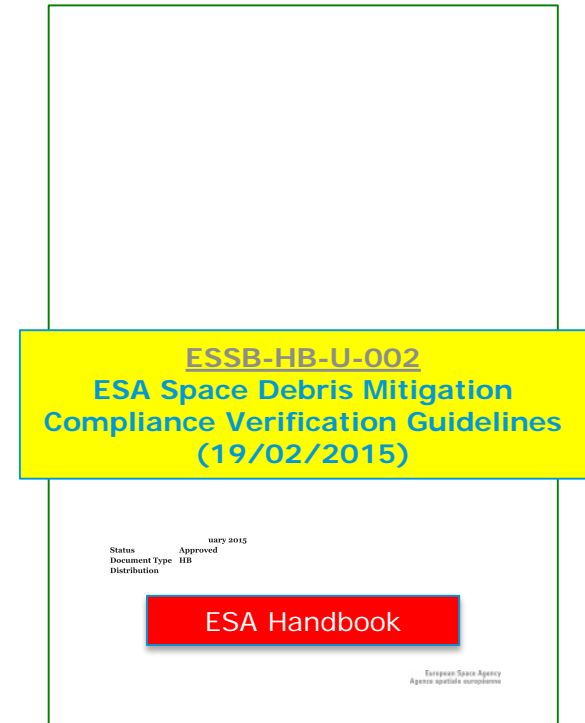 ESSB-HB-U-002
ESA Space Debris Mitigation
Compliance Verification Guidelines
(19/02/2015)
uary 2015
Status Approved
Document Type HB
Distribution
ESA Handbook
European Space Agency
Agence spatiale européenne